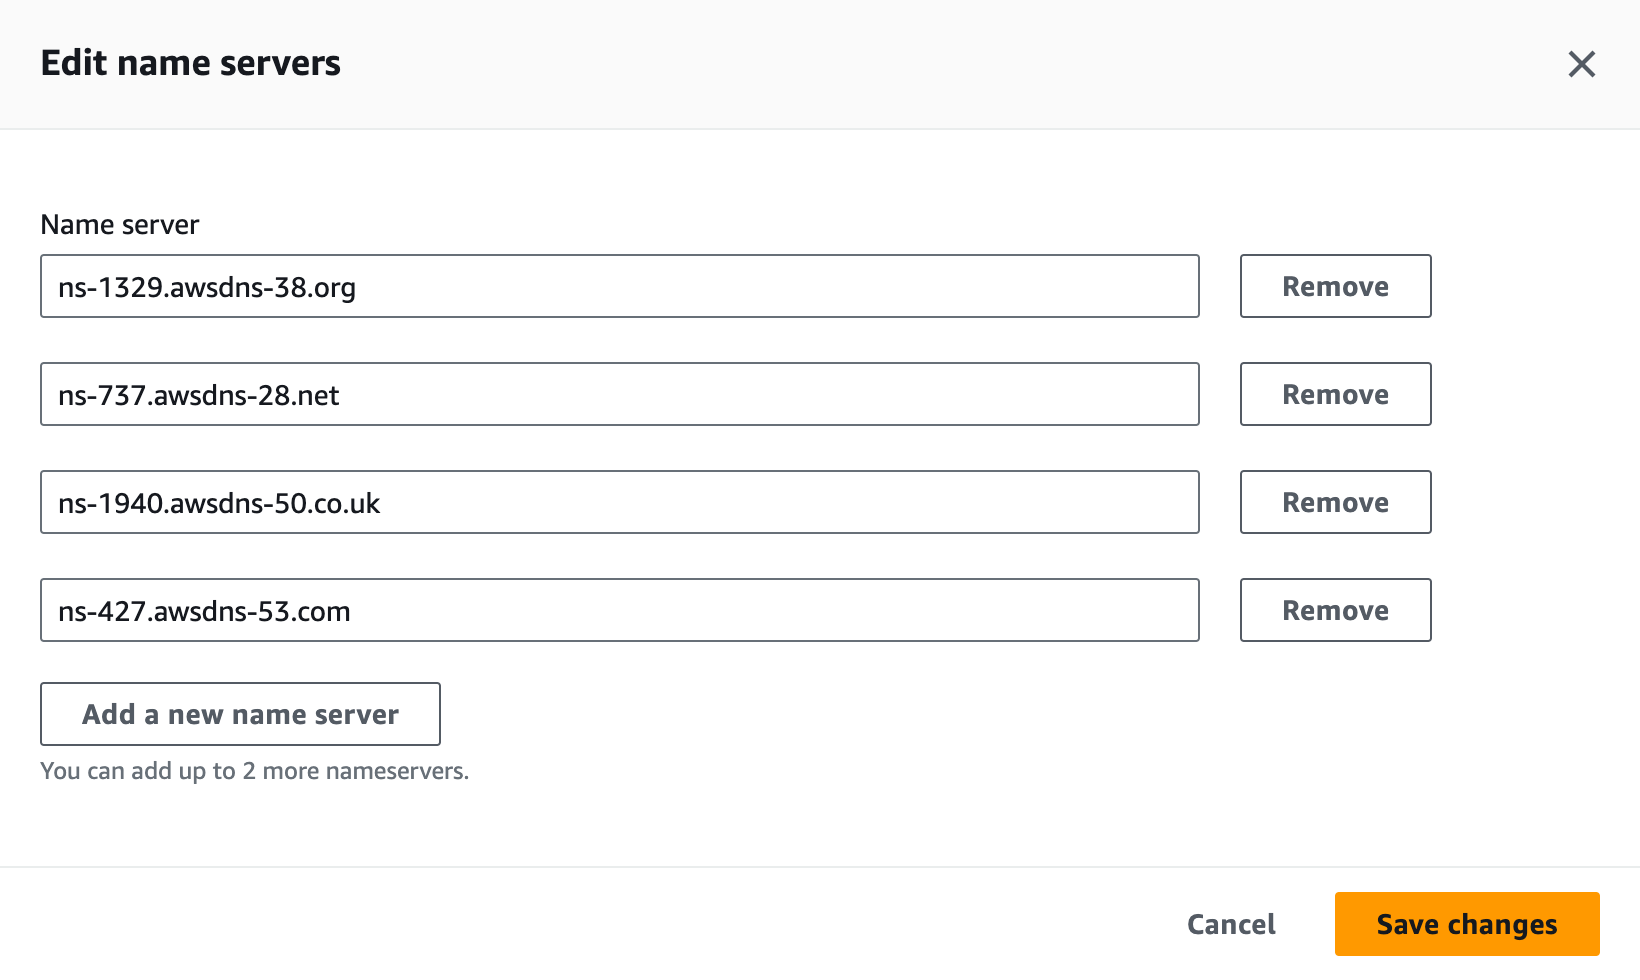 Edit name servers
Name server
ns-1329.awsdns-38.org
Remove
ns-737.awsdns-28.net
Remove
ns-1940.awsdns-50.co.uk
Remove
ns-427.awsdns-53.com
Remove
Add a new name server
You can add up to 2 more nameservers.
Cancel
Save changes